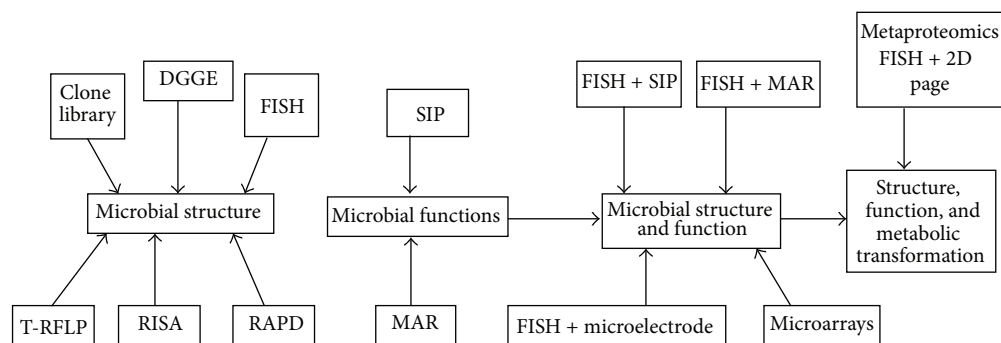 Clone
library
DGGE
FISH
SIP
FISH + SIP
FISH + MAR
Metaproteomics
FISH + 2D
page
Microbial structure
Microbial functions
Microbial structure
and function
Structure,
function, and
metabolic
transformation
T-RFLP
RISA
RAPD
MAR
FISH + microelectrode
Microarrays